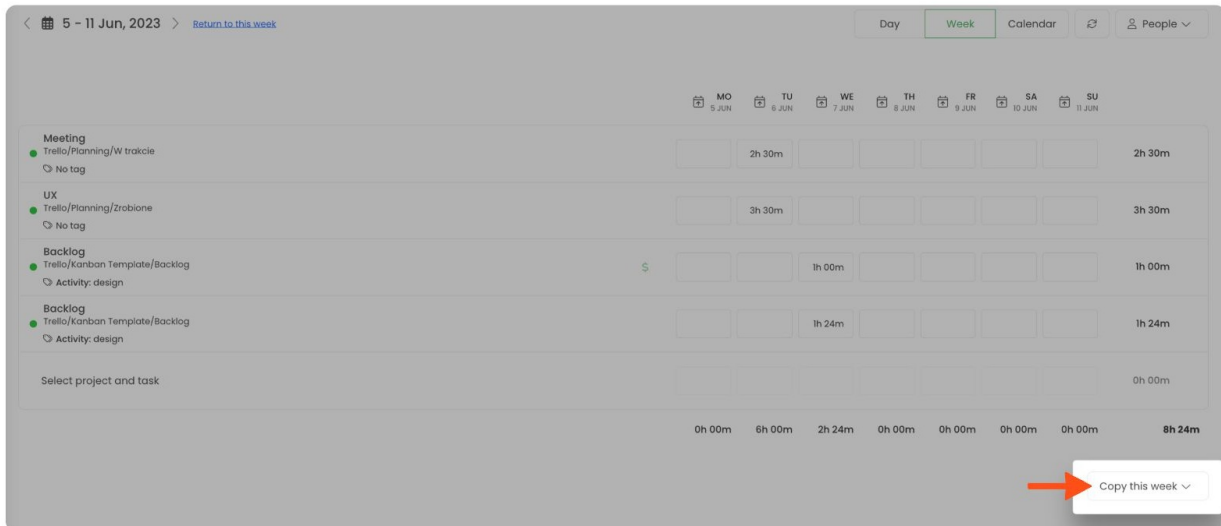 5 - 11 Jun, 2023 Return to this week Day Week Calendar People
MO TU WE TH FR SA SU
5 JUN 6 JUN 7 JUN 8 JUN 9 JUN 10 JUN 11 JUN
Meeting
Trello/Planning/W trakcie 2h 30m 2h 30m
No tag
UX
Trello/Planning/Zrobione 3h 30m 3h 30m
No tag
Backlog
Trello/Kanban Template/Backlog $ 1h 00m 1h 00m
Activity: design
Backlog
Trello/Kanban Template/Backlog 1h 24m 1h 24m
Activity: design
Select project and task 0h 00m
0h 00m 6h 00m 2h 24m 0h 00m 0h 00m 0h 00m 0h 00m 8h 24m
Copy this week